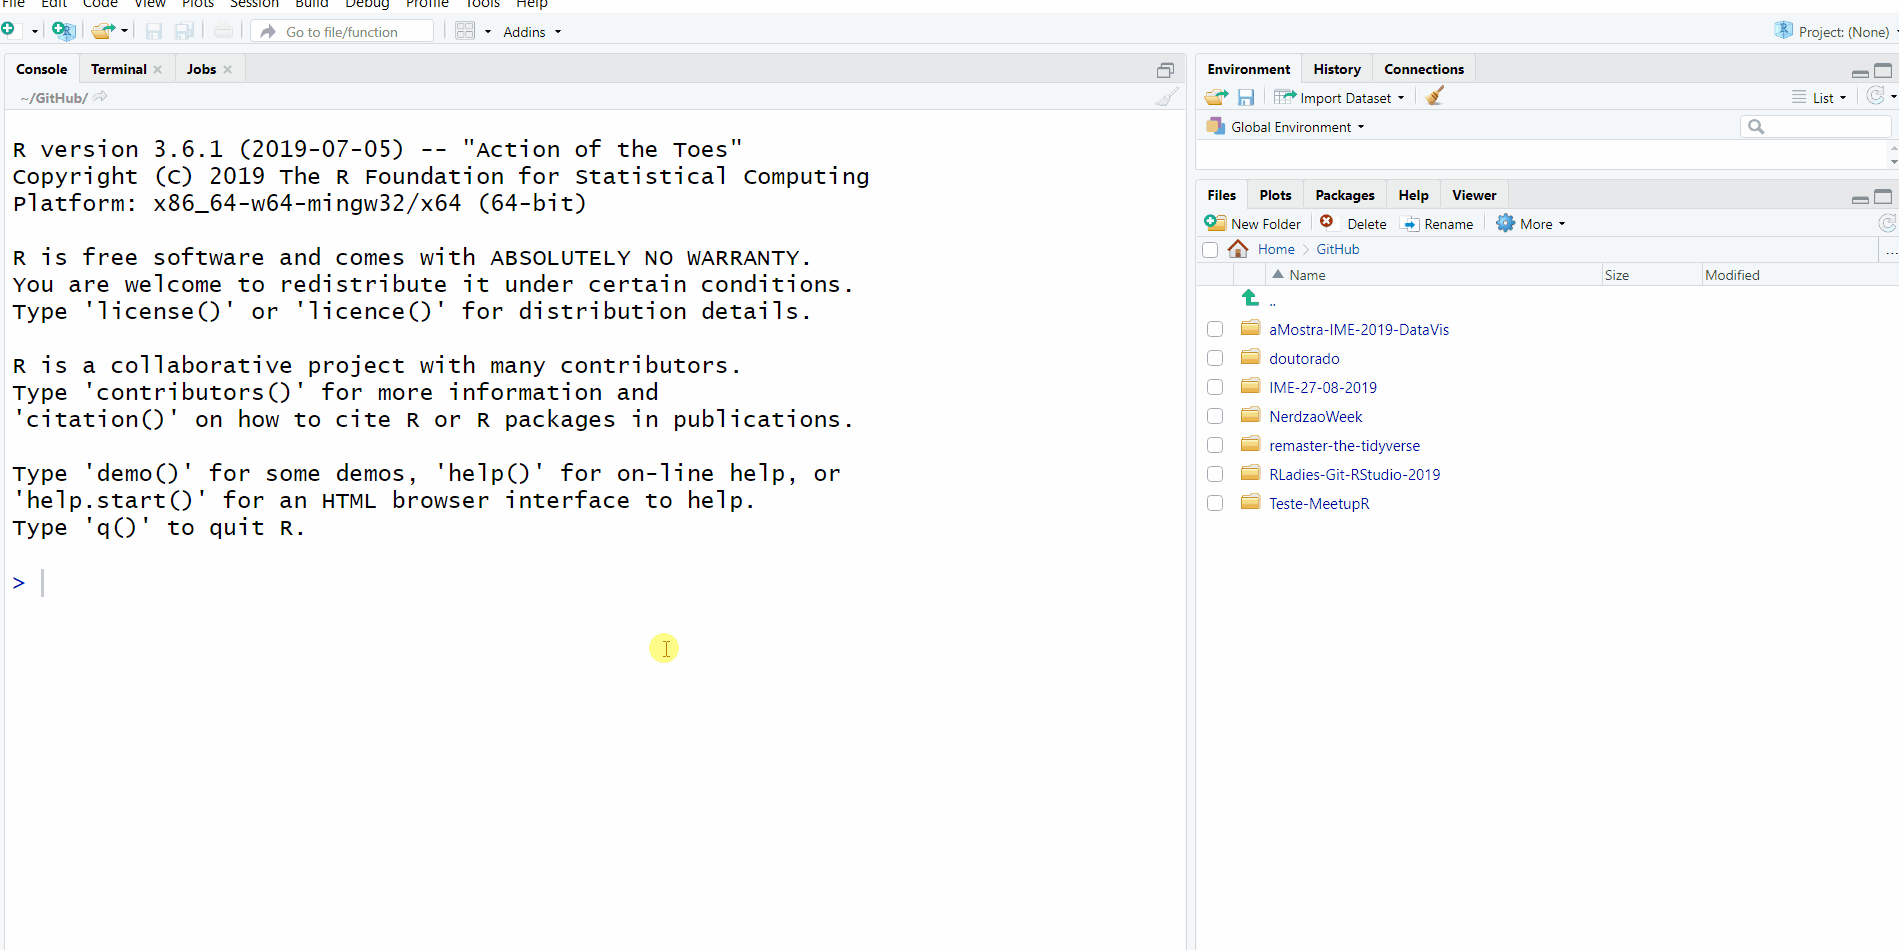 File Edit Code View Plots Session Build Debug Profile Tools Help
Go to file/function Addins Project: (None)
Console Terminal Jobs
~/GitHub/
R version 3.6.1 (2019-07-05) -- "Action of the Toes"
Copyright (C) 2019 The R Foundation for Statistical Computing
Platform: x86_64-w64-mingw32/x64 (64-bit)
R is free software and comes with ABSOLUTELY NO WARRANTY.
You are welcome to redistribute it under certain conditions.
Type 'license()' or 'licence()' for distribution details.
R is a collaborative project with many contributors.
Type 'contributors()' for more information and
'citation()' on how to cite R or R packages in publications.
Type 'demo()' for some demos, 'help()' for on-line help, or
'help.start()' for an HTML browser interface to help.
Type 'q()' to quit R.
>
Environment History Connections
Import Dataset List
Global Environment
Files Plots Packages Help Viewer
New Folder Delete Rename More
Home GitHub ...
Name Size Modified
..
aMostra-IME-2019-DataVis
doutorado
IME-27-08-2019
NerdzaoWeek
remaster-the-tidyverse
RLadies-Git-RStudio-2019
Teste-MeetupR